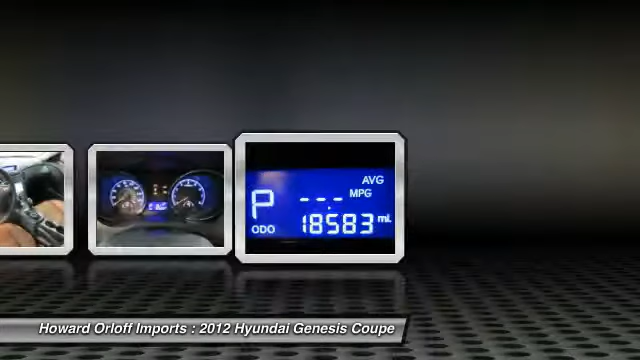 AVG
MPG
P
---
ODO 18583 mi.
Howard Orloff Imports : 2012 Hyundai Genesis Coupe